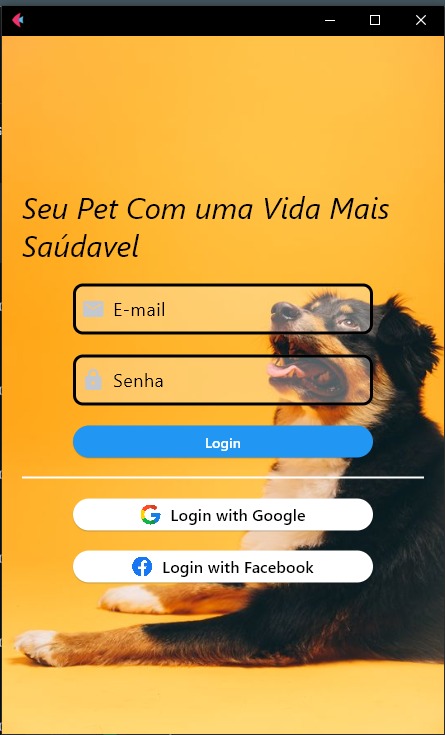 Seu Pet Com uma Vida Mais
Saúdavel
E-mail
Senha
Login
Login with Google
Login with Facebook